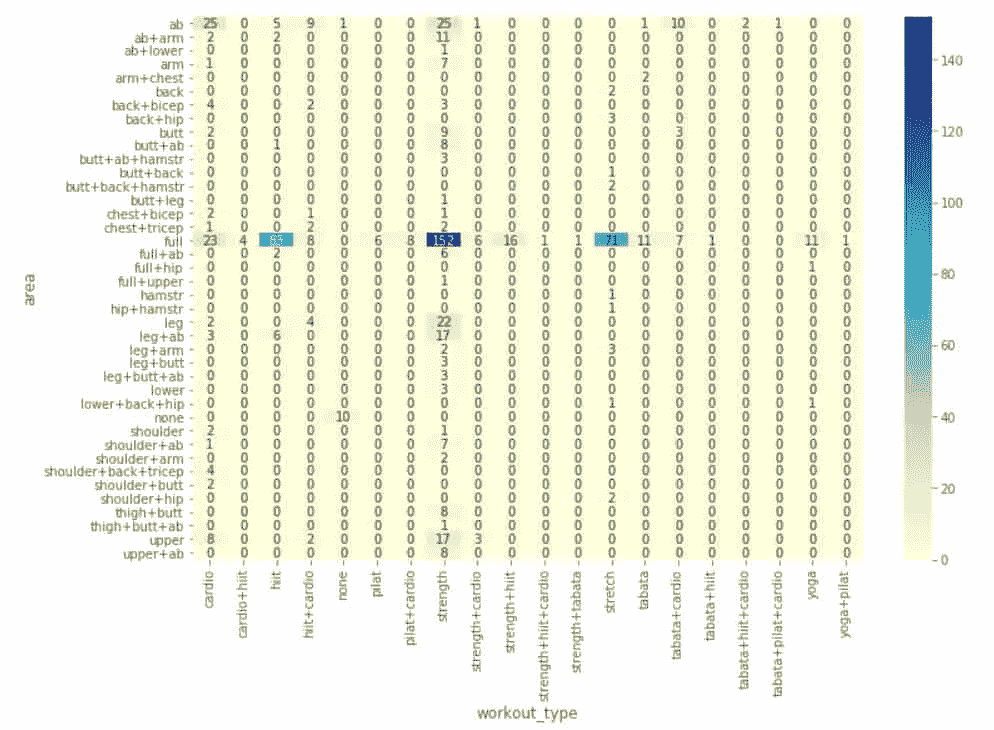 ab 25 0 5 9 1 0 0 25 1 0 0 0 0 1 10 0 2 1 0 0
ab+arm 2 0 2 0 0 0 0 11 0 0 0 0 0 0 0 0 0 0 0 0
ab+lower 0 0 0 0 0 0 0 1 0 0 0 0 0 0 0 0 0 0 0 0
arm 1 0 0 0 0 0 0 7 0 0 0 0 0 0 0 0 0 0 0 0
arm+chest 0 0 0 0 0 0 0 0 0 0 0 0 0 2 0 0 0 0 0 0
back 0 0 0 0 0 0 0 0 0 0 0 0 2 0 0 0 0 0 0 0
back+bicep 4 0 0 2 0 0 0 3 0 0 0 0 0 0 0 0 0 0 0 0
back+hip 0 0 0 0 0 0 0 0 0 0 0 0 3 0 0 0 0 0 0 0
butt 2 0 0 0 0 0 0 9 0 0 0 0 0 0 3 0 0 0 0 0
butt+ab 0 0 1 0 0 0 0 8 0 0 0 0 0 0 0 0 0 0 0 0
butt+ab+hamstr 0 0 0 0 0 0 0 3 0 0 0 0 0 0 0 0 0 0 0 0
butt+back 0 0 0 0 0 0 0 0 0 0 0 0 1 0 0 0 0 0 0 0
butt+back+hamstr 0 0 0 0 0 0 0 0 0 0 0 0 2 0 0 0 0 0 0 0
butt+leg 0 0 0 0 0 0 0 1 0 0 0 0 0 0 0 0 0 0 0 0
chest+bicep 2 0 0 1 0 0 0 1 0 0 0 0 0 0 0 0 0 0 0 0
chest+tricep 1 0 0 2 0 0 0 2 0 0 0 0 0 0 0 0 0 0 0 0
full 23 4 8 0 6 8 152 6 16 1 1 71 11 7 1 0 0 11 1
full+ab 0 0 2 0 0 0 0 6 0 0 0 0 0 0 0 0 0 0 0 0
full+hip 0 0 0 0 0 0 0 0 0 0 0 0 0 0 0 0 0 0 1 0
full+upper 0 0 0 0 0 0 0 1 0 0 0 0 0 0 0 0 0 0 0 0
hamstr 0 0 0 0 0 0 0 0 0 0 0 0 1 0 0 0 0 0 0 0
hip+hamstr 0 0 0 0 0 0 0 0 0 0 0 0 1 0 0 0 0 0 0 0
leg 2 0 0 4 0 0 0 22 0 0 0 0 0 0 0 0 0 0 0 0
leg+ab 3 0 6 0 0 0 0 17 0 0 0 0 0 0 0 0 0 0 0 0
leg+arm 0 0 0 0 0 0 0 2 0 0 0 0 3 0 0 0 0 0 0 0
leg+butt 0 0 0 0 0 0 0 3 0 0 0 0 0 0 0 0 0 0 0 0
leg+butt+ab 0 0 0 0 0 0 0 3 0 0 0 0 0 0 0 0 0 0 0 0
lower 0 0 0 0 0 0 0 3 0 0 0 0 0 0 0 0 0 0 0 0
lower+back+hip 0 0 0 0 0 0 0 0 0 0 0 0 1 0 0 0 0 0 1 0
none 0 0 0 0 10 0 0 0 0 0 0 0 0 0 0 0 0 0 0 0
shoulder 2 0 0 0 0 0 0 1 0 0 0 0 0 0 0 0 0 0 0 0
shoulder+ab 1 0 0 0 0 0 0 7 0 0 0 0 0 0 0 0 0 0 0 0
shoulder+arm 0 0 0 0 0 0 0 2 0 0 0 0 0 0 0 0 0 0 0 0
shoulder+back+tricep 4 0 0 0 0 0 0 0 0 0 0 0 0 0 0 0 0 0 0 0
shoulder+butt 2 0 0 0 0 0 0 0 0 0 0 0 0 0 0 0 0 0 0 0
shoulder+hip 0 0 0 0 0 0 0 0 0 0 0 0 2 0 0 0 0 0 0 0
thigh+butt 0 0 0 0 0 0 0 8 0 0 0 0 0 0 0 0 0 0 0 0
thigh+butt+ab 0 0 0 0 0 0 0 1 0 0 0 0 0 0 0 0 0 0 0 0
upper 8 0 0 2 0 0 0 17 3 0 0 0 0 0 0 0 0 0 0 0
upper+ab 0 0 0 0 0 0 0 8 0 0 0 0 0 0 0 0 0 0 0 0
area
cardio
cardio+hiit
hiit
hiit+cardio
none
pilat
pilat+cardio
strength
strength+cardio
strength+hiit
strength+hiit+cardio
strength+tabata
stretch
tabata
tabata+cardio
tabata+hiit
tabata+hiit+cardio
tabata+pilat+cardio
yoga
yoga+pilat
workout_type
140
120
100
80
60
40
20
0